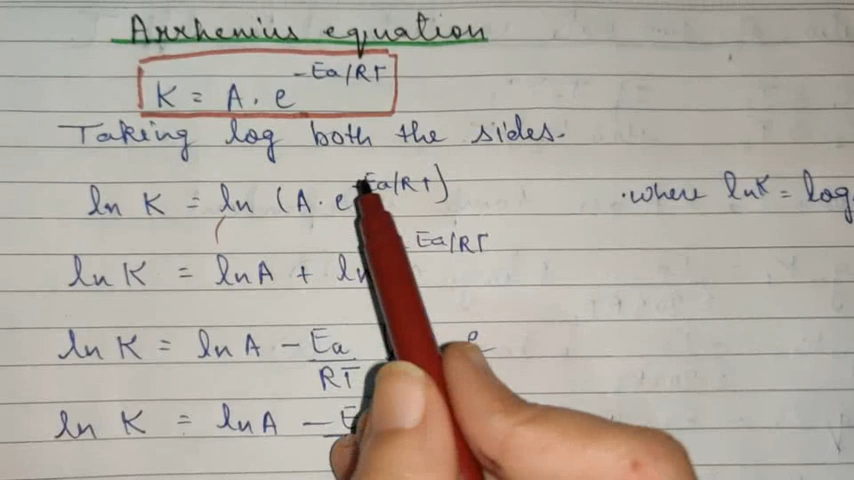 Arrhenius equation
K = A . e^-Ea/RT
Taking log both the sides.
ln K = ln (A . e^-Ea/RT) .where lnK = log
ln K = lnA + ln Ea/RT
ln K = lnA - Ea/RT e
ln K = lnA - E